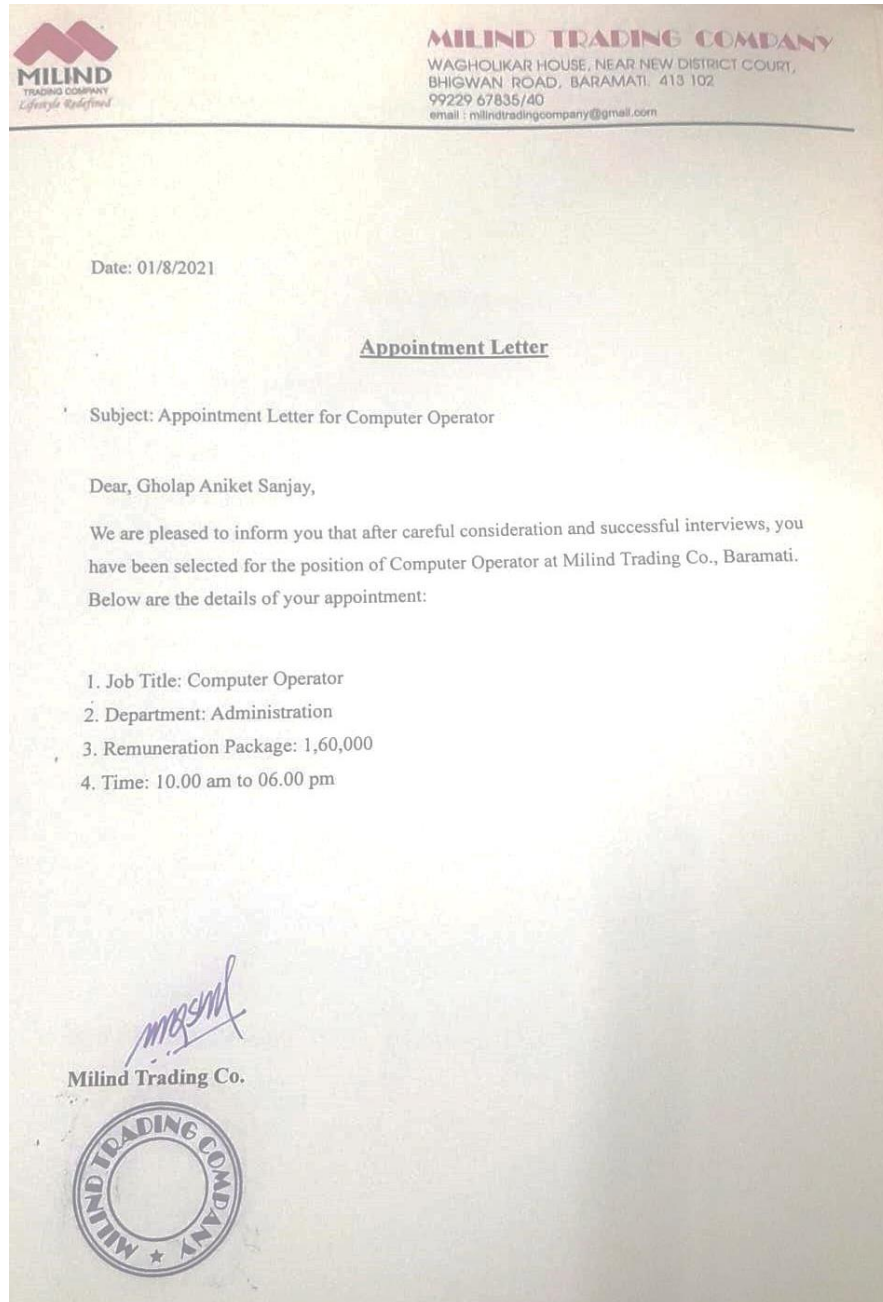 MILIND
TRADING COMPANY
Lifestyle Redefined
MILIND TRADING COMPANY
WAGHOLIKAR HOUSE, NEAR NEW DISTRICT COURT,
BHIGWAN ROAD, BARAMATI. 413 102
99229 67835/40
email : milindtradingcompany@gmail.com
Date: 01/8/2021
Appointment Letter
Subject: Appointment Letter for Computer Operator
Dear, Gholap Aniket Sanjay,
We are pleased to inform you that after careful consideration and successful interviews, you
have been selected for the position of Computer Operator at Milind Trading Co., Baramati.
Below are the details of your appointment:
1. Job Title: Computer Operator
2. Department: Administration
3. Remuneration Package: 1,60,000
4. Time: 10.00 am to 06.00 pm
Milind Trading Co.
MILIND TRADING COMPANY